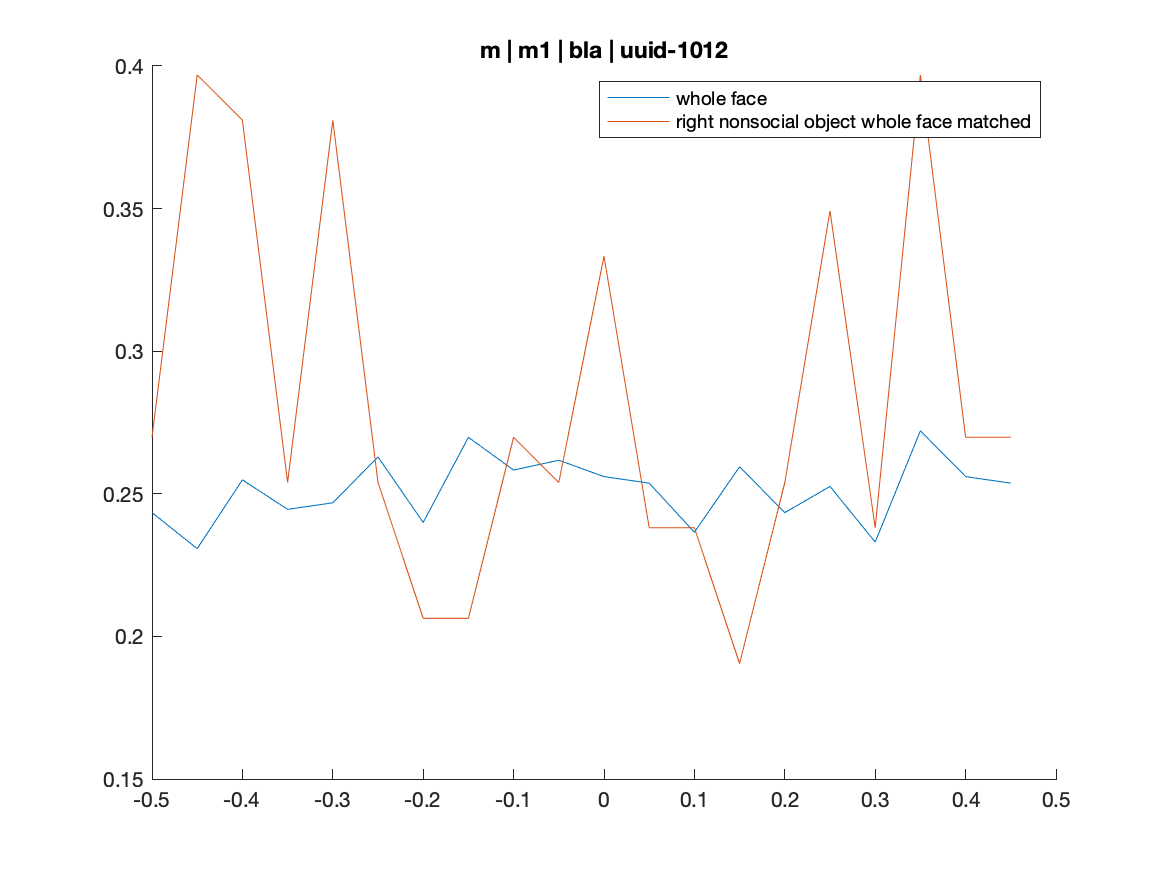 m | m1 | bla | uuid-1012
whole face
right nonsocial object whole face matched
0.4
0.35
0.3
0.25
0.2
0.15
-0.5 -0.4 -0.3 -0.2 -0.1 0 0.1 0.2 0.3 0.4 0.5